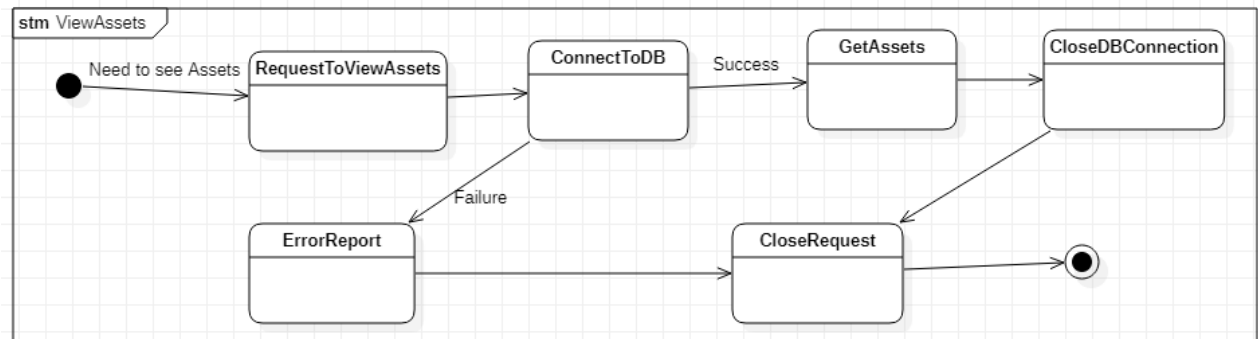 stm ViewAssets
Need to see Assets
RequestToViewAssets
ConnectToDB
Success
GetAssets
CloseDBConnection
Failure
ErrorReport
CloseRequest